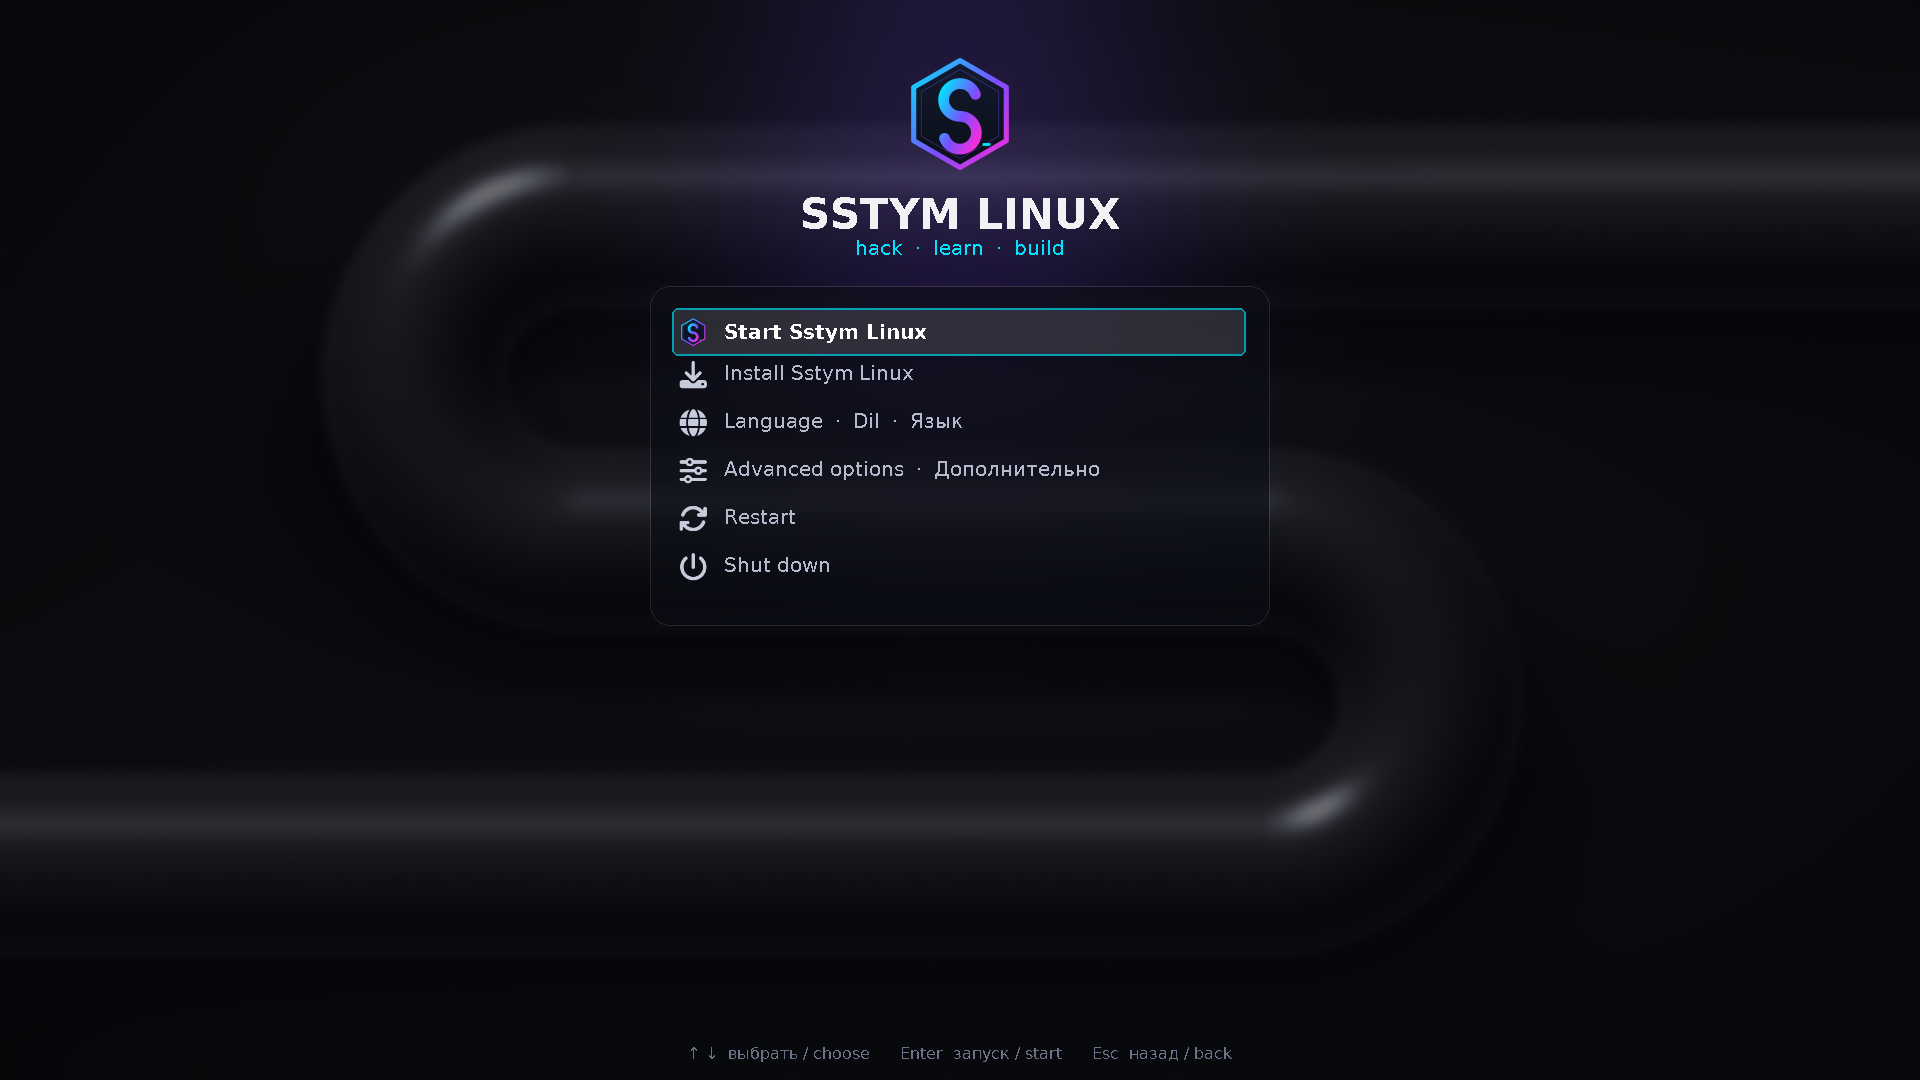 S
SSTYM LINUX
hack · learn · build
Start Sstym Linux
Install Sstym Linux
Language · Dil · Язык
Advanced options · Дополнительно
Restart
Shut down
↑ ↓ выбрать / choose Enter запуск / start Esc назад / back